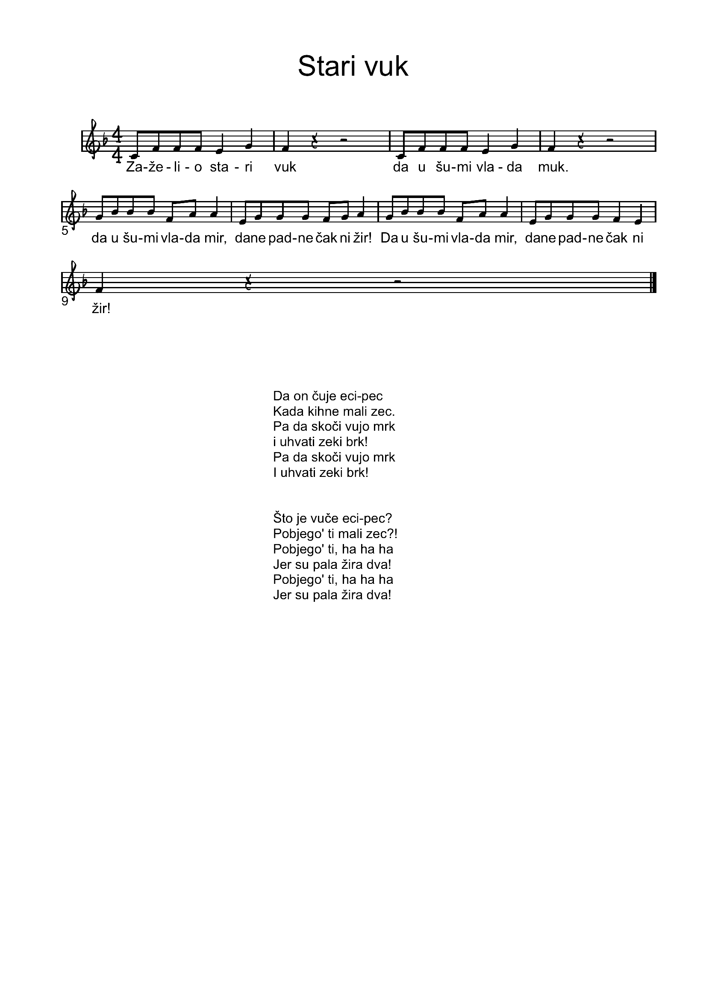 Stari vuk
4
4
Za-že-li-o sta-ri vuk da u šu-mi vla-da muk.
5
da u šu-mi vla-da mir, dane pad-ne čak ni žir! Da u šu-mi vla-da mir, dane pad-ne čak ni
9
žir!
Da on čuje eci-pec
Kada kihne mali zec.
Pa da skoči vujo mrk
i uhvati zeki brk!
Pa da skoči vujo mrk
I uhvati zeki brk!
Što je vuče eci-pec?
Pobjego' ti mali zec?!
Pobjego' ti, ha ha ha
Jer su pala žira dva!
Pobjego' ti, ha ha ha
Jer su pala žira dva!